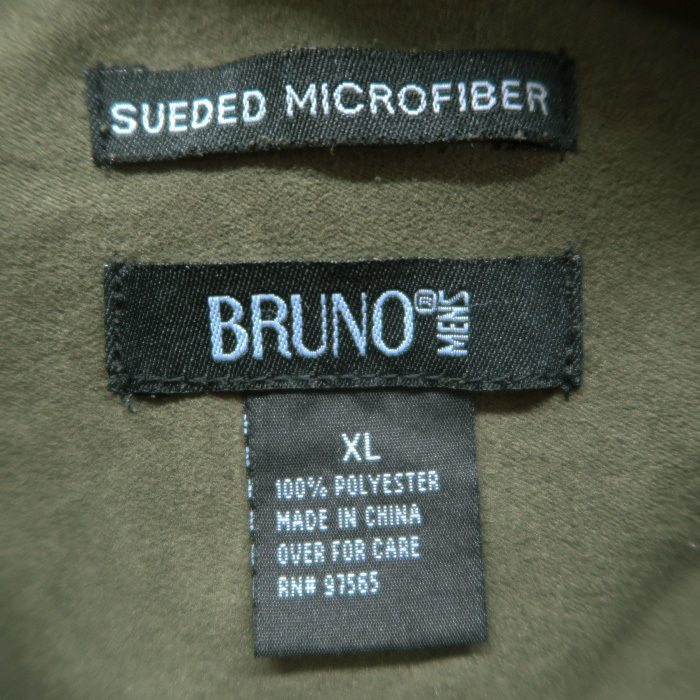 SUEDED MICROFIBER
BRUNO® MENS
XL
100% POLYESTER
MADE IN CHINA
OVER FOR CARE
RN# 97565